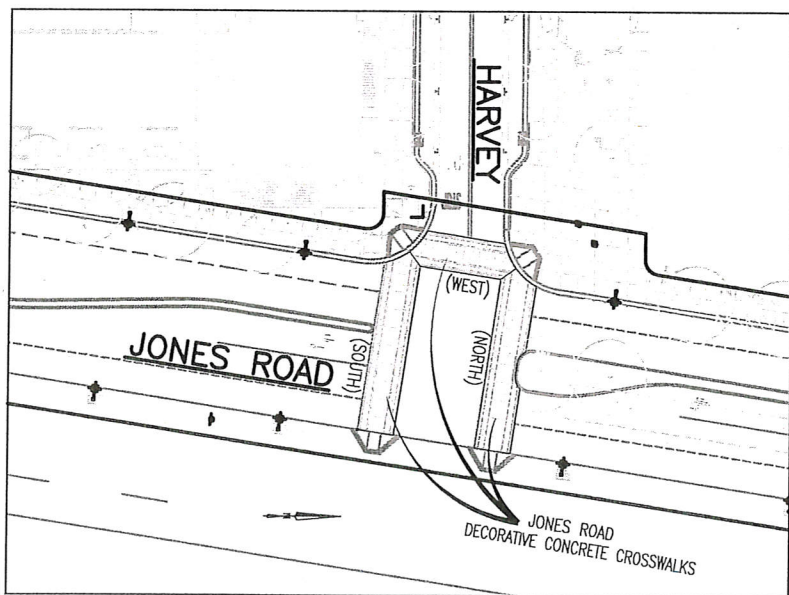 HARVEY
(WEST)
JONES ROAD
(SOUTH)
(NORTH)
JONES ROAD
DECORATIVE CONCRETE CROSSWALKS